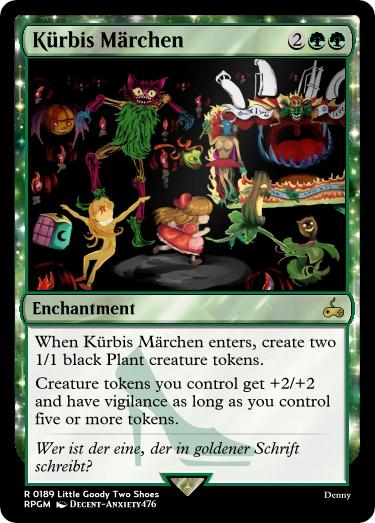 Kürbis Märchen 2
Enchantment
When Kürbis Märchen enters, create two
1/1 black Plant creature tokens.
Creature tokens you control get +2/+2
and have vigilance as long as you control
five or more tokens.
Wer ist der eine, der in goldener Schrift
schreibt?
R 0189 Little Goody Two Shoes
RPGM Decent-Anxiety476
Denny